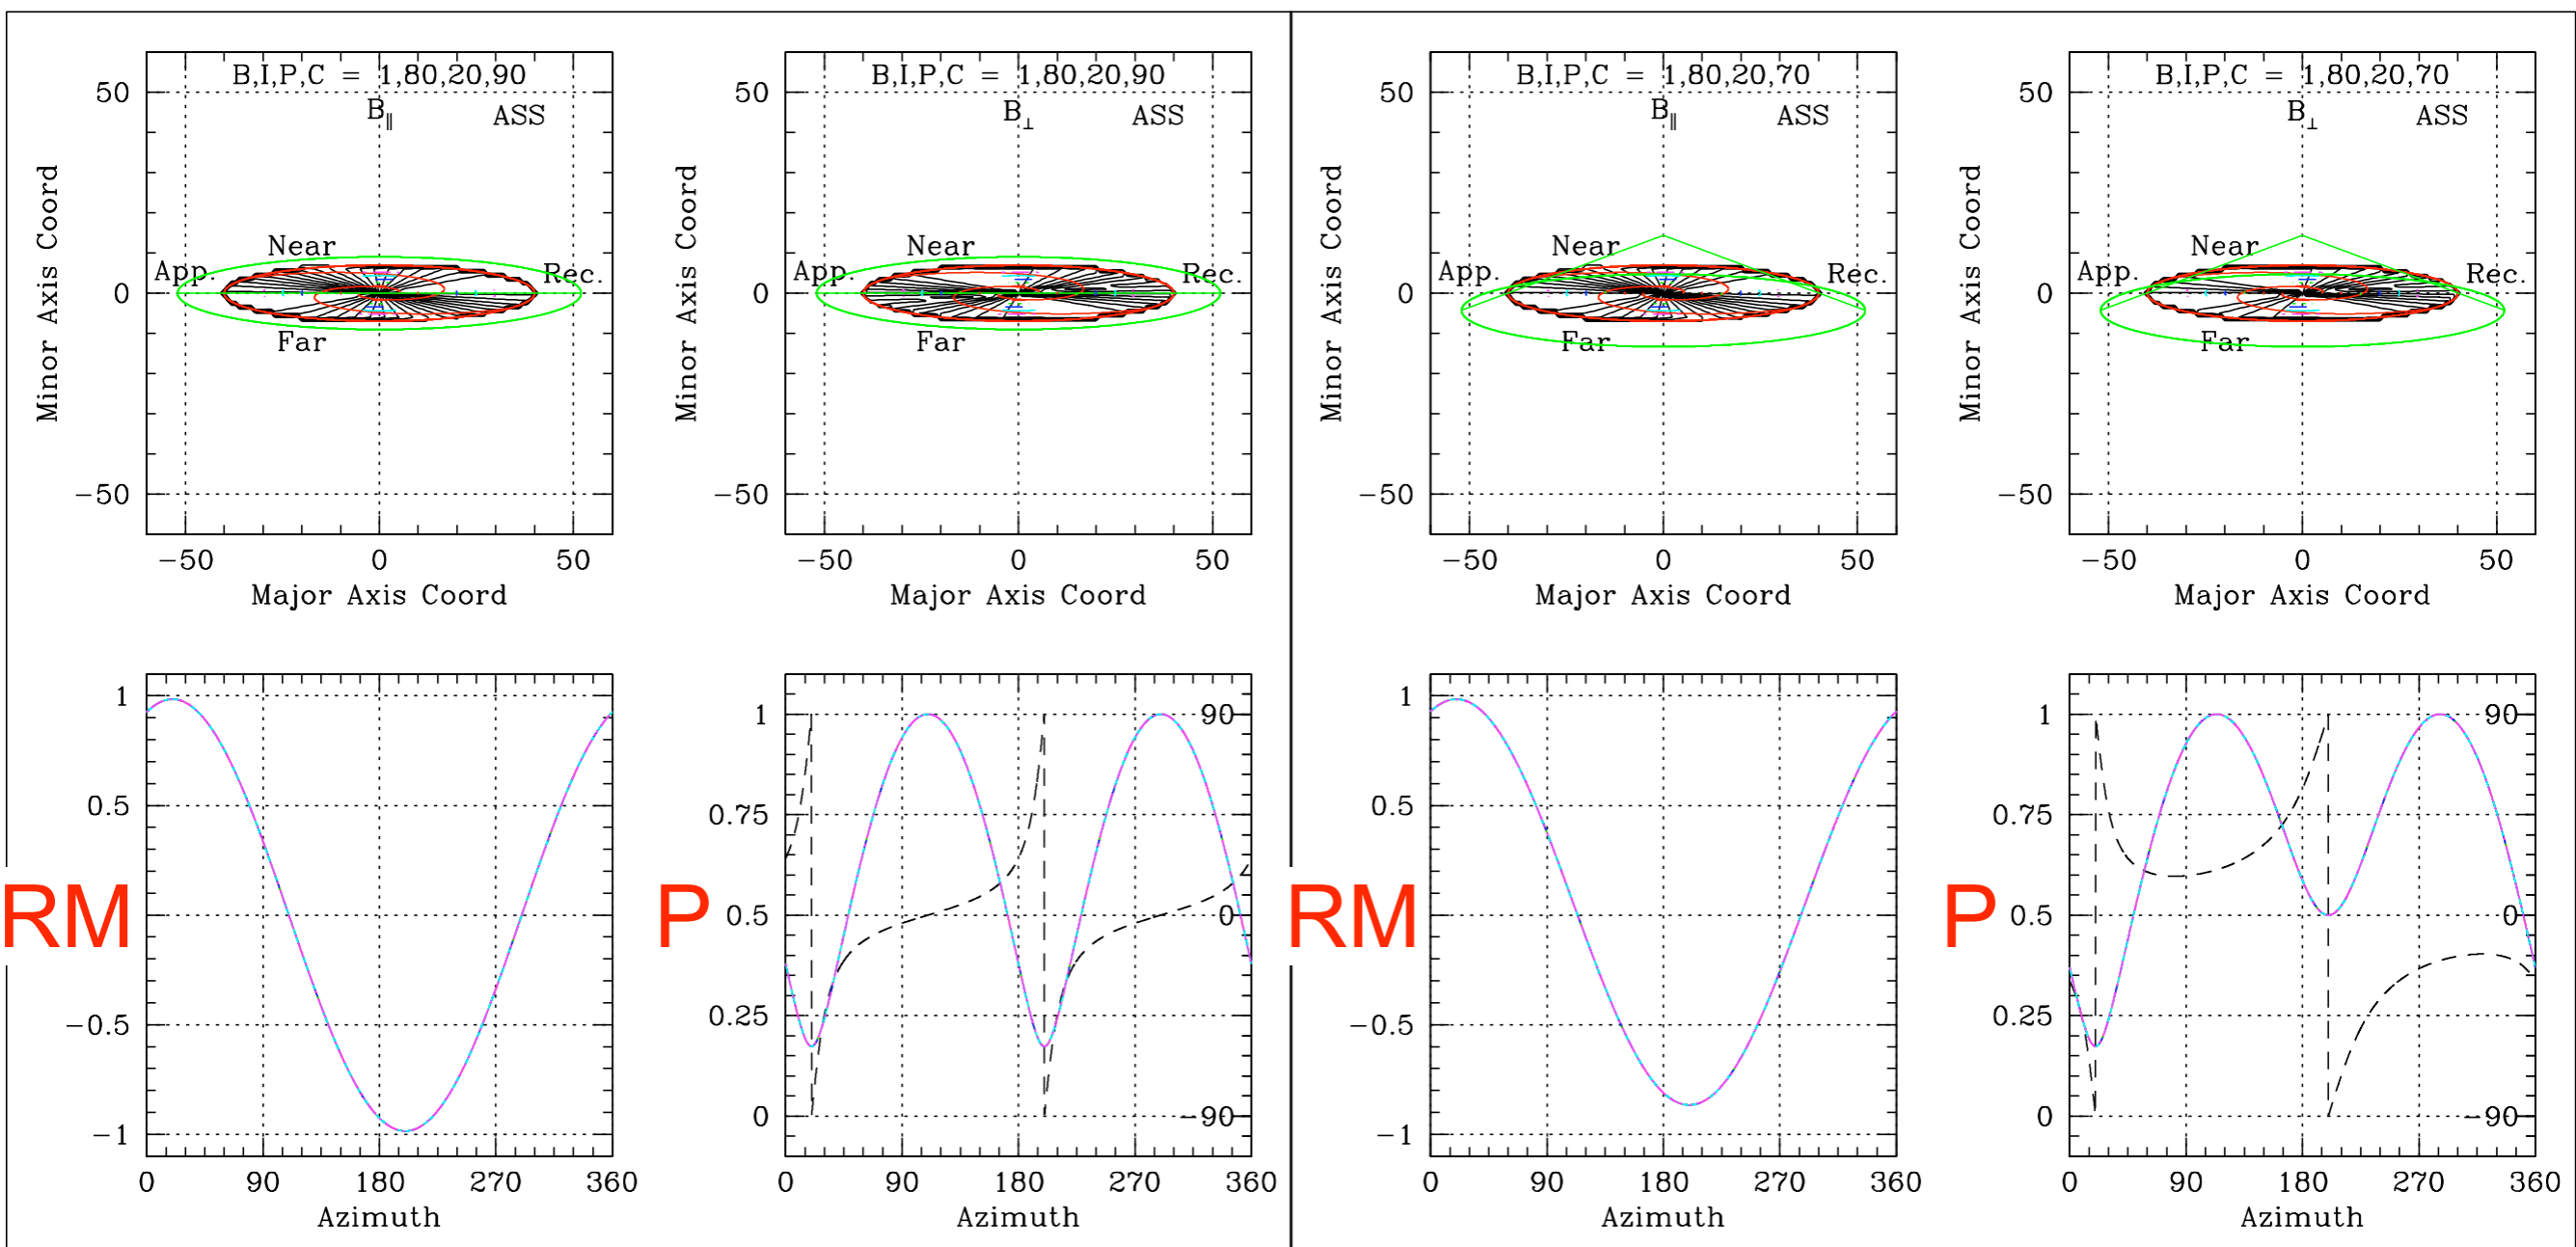 B,I,P,C = 1,80,20,90
B∥
ASS
50
0
−50
Near
App.
Rec.
Far
−50
0
50
Minor Axis Coord
Major Axis Coord
B,I,P,C = 1,80,20,90
B⊥
ASS
50
0
−50
Near
App.
Rec.
Far
−50
0
50
Minor Axis Coord
Major Axis Coord
B,I,P,C = 1,80,20,70
B∥
ASS
50
0
−50
Near
App.
Rec.
Far
−50
0
50
Minor Axis Coord
Major Axis Coord
B,I,P,C = 1,80,20,70
B⊥
ASS
50
0
−50
Near
App.
Rec.
Far
−50
0
50
Minor Axis Coord
Major Axis Coord
1
0.5
RM
−0.5
−1
0
90
180
270
360
Azimuth
1
0.75
0.5
0.25
0
P
90
0
−90
0
90
180
270
360
Azimuth
1
0.5
RM
−0.5
−1
0
90
180
270
360
Azimuth
1
0.75
0.5
0.25
0
P
90
0
−90
0
90
180
270
360
Azimuth